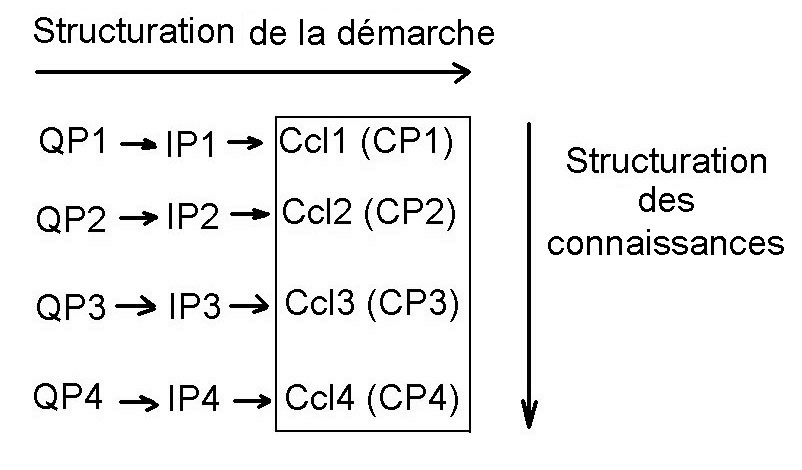 Structuration de la démarche
QP1 → IP1 → Ccl1 (CP1)
QP2 → IP2 → Ccl2 (CP2)
QP3 → IP3 → Ccl3 (CP3)
QP4 → IP4 → Ccl4 (CP4)
Structuration
des
connaissances